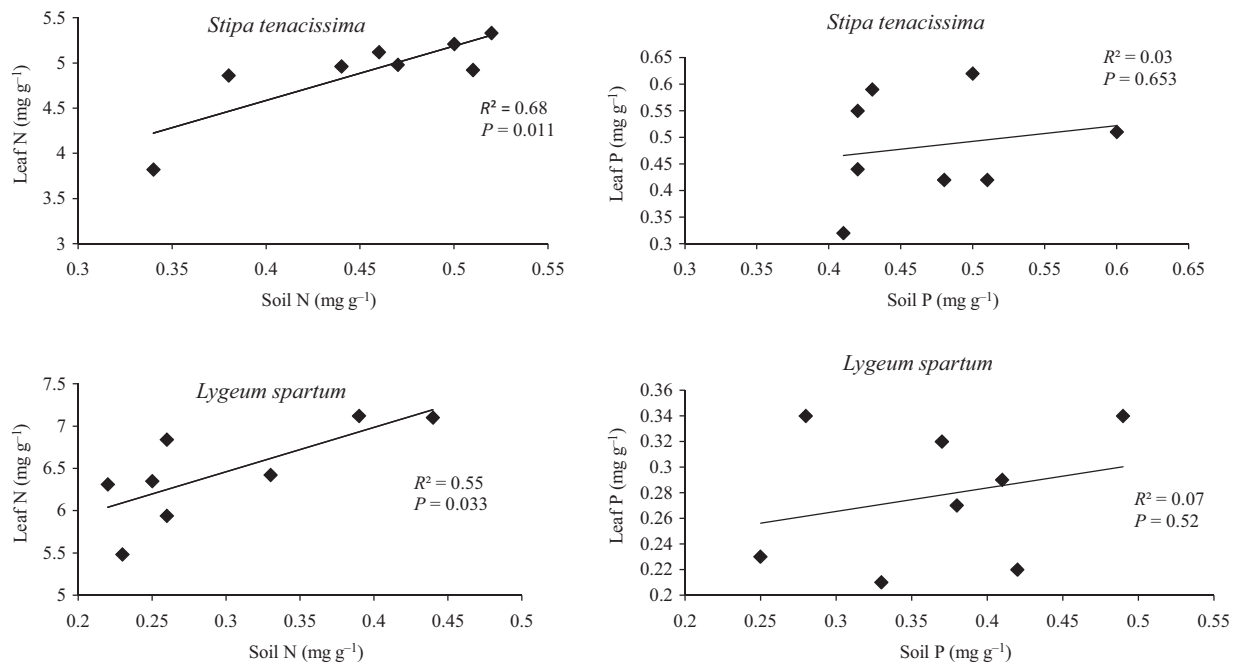 Stipa tenacissima
5.5
5
4.5
4
3.5
3
Leaf N (mg g⁻¹)
R² = 0.68
P = 0.011
0.3 0.35 0.4 0.45 0.5 0.55
Soil N (mg g⁻¹)
Stipa tenacissima
0.65
0.6
0.55
0.5
0.45
0.4
0.35
0.3
Leaf P (mg g⁻¹)
R² = 0.03
P = 0.653
0.3 0.35 0.4 0.45 0.5 0.55 0.6 0.65
Soil P (mg g⁻¹)
Lygeum spartum
7.5
7
6.5
6
5.5
5
Leaf N (mg g⁻¹)
R² = 0.55
P = 0.033
0.2 0.25 0.3 0.35 0.4 0.45 0.5
Soil N (mg g⁻¹)
Lygeum spartum
0.36
0.34
0.32
0.3
0.28
0.26
0.24
0.22
0.2
Leaf P (mg g⁻¹)
R² = 0.07
P = 0.52
0.2 0.25 0.3 0.35 0.4 0.45 0.5 0.55
Soil P (mg g⁻¹)